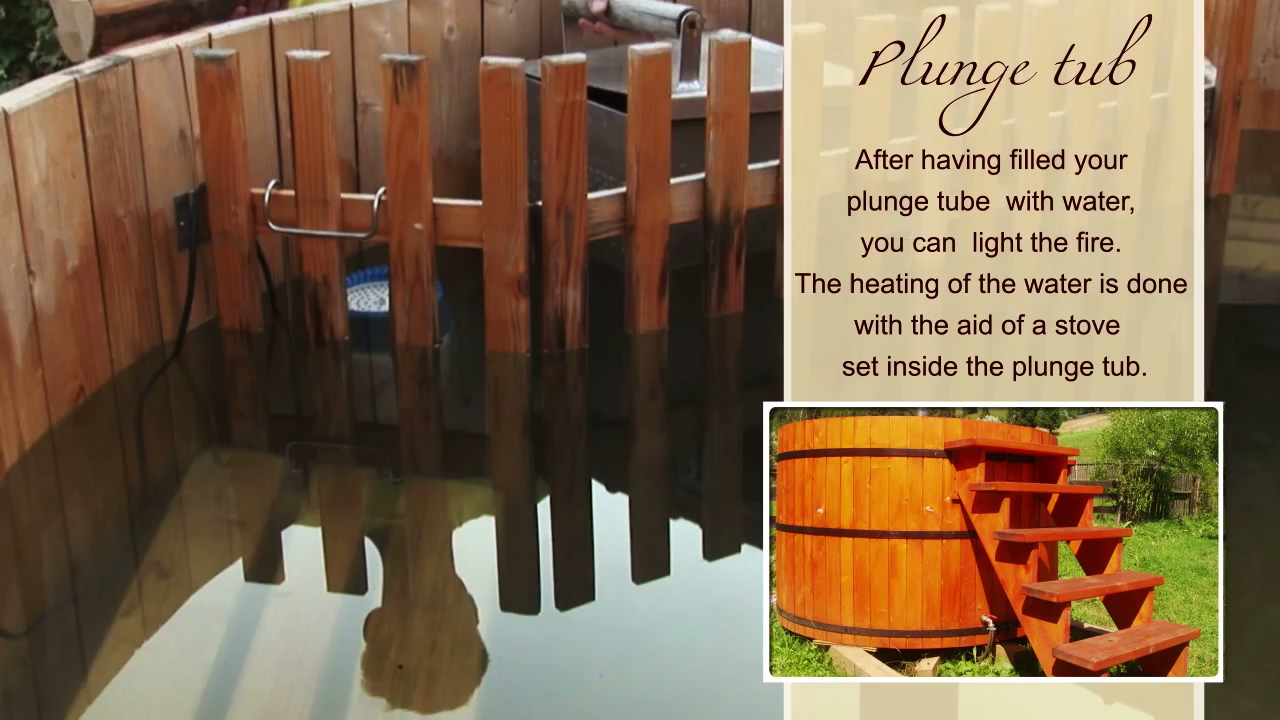 Plunge tub
After having filled your
plunge tube  with water,
you can  light the fire.
The heating of the water is done
with the aid of a stove
set inside the plunge tub.